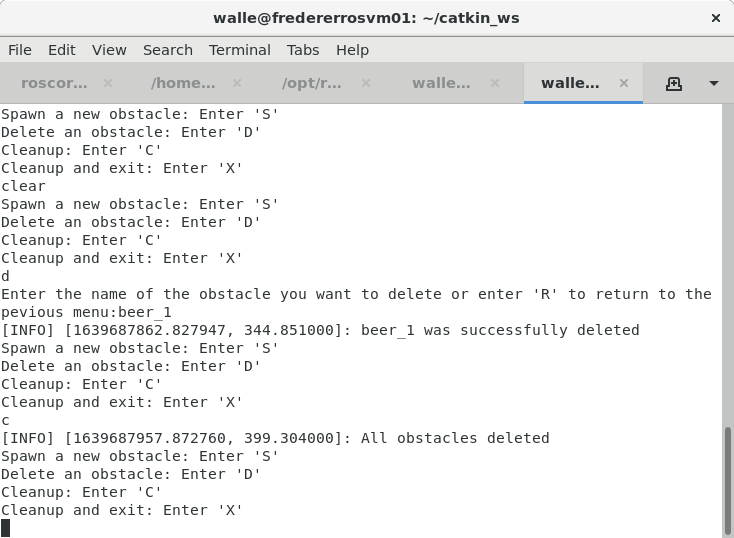 walle@fredererrosvm01: ~/catkin_ws
File Edit View Search Terminal Tabs Help
roscor... /home... /opt/r... walle... walle...
Spawn a new obstacle: Enter 'S'
Delete an obstacle: Enter 'D'
Cleanup: Enter 'C'
Cleanup and exit: Enter 'X'
clear
Spawn a new obstacle: Enter 'S'
Delete an obstacle: Enter 'D'
Cleanup: Enter 'C'
Cleanup and exit: Enter 'X'
d
Enter the name of the obstacle you want to delete or enter 'R' to return to the
pevious menu:beer_1
[INFO] [1639687862.827947, 344.851000]: beer_1 was successfully deleted
Spawn a new obstacle: Enter 'S'
Delete an obstacle: Enter 'D'
Cleanup: Enter 'C'
Cleanup and exit: Enter 'X'
c
[INFO] [1639687957.872760, 399.304000]: All obstacles deleted
Spawn a new obstacle: Enter 'S'
Delete an obstacle: Enter 'D'
Cleanup: Enter 'C'
Cleanup and exit: Enter 'X'